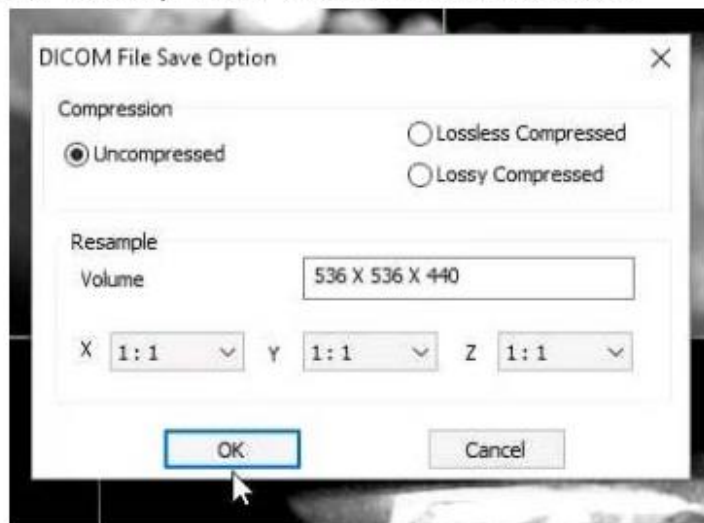 DICOM File Save Option
Compression
Uncompressed
Lossless Compressed
Lossy Compressed
Resample
Volume 536 X 536 X 440
X 1 : 1 Y 1 : 1 Z 1 : 1
OK Cancel